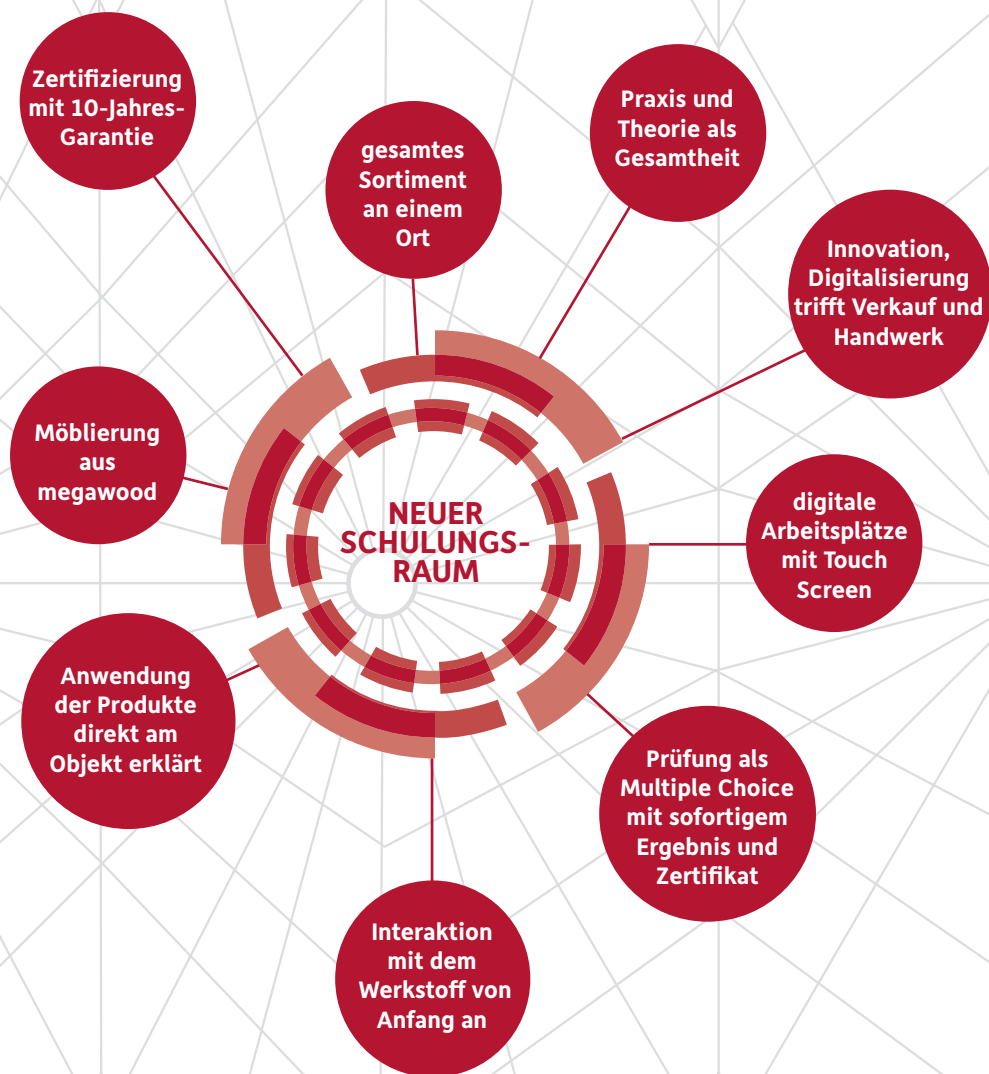 Zertifizierung
mit 10-Jahres-
Garantie
gesamtes
Sortiment
an einem
Ort
Praxis und
Theorie als
Gesamtheit
Innovation,
Digitalisierung
trifft Verkauf und
Handwerk
Möblierung
aus
megawood
NEUER
SCHULUNGS-
RAUM
digitale
Arbeitsplätze
mit Touch
Screen
Anwendung
der Produkte
direkt am
Objekt erklärt
Prüfung als
Multiple Choice
mit sofortigem
Ergebnis und
Zertifikat
Interaktion
mit dem
Werkstoff von
Anfang an